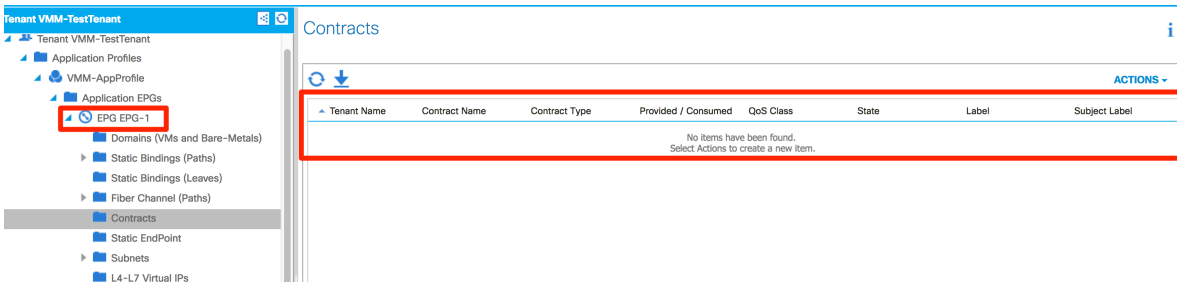 Tenant VMM-TestTenant
Tenant VMM-TestTenant
Application Profiles
VMM-AppProfile
Application EPGs
EPG EPG-1
Domains (VMs and Bare-Metals)
Static Bindings (Paths)
Static Bindings (Leaves)
Fiber Channel (Paths)
Contracts
Static EndPoint
Subnets
L4-L7 Virtual IPs
Contracts
i
ACTIONS
Tenant Name Contract Name Contract Type Provided / Consumed QoS Class State Label Subject Label
No items have been found.
Select Actions to create a new item.